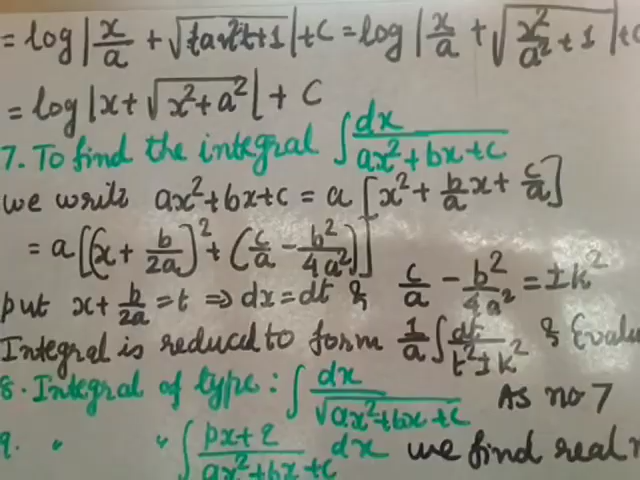 = log |x/a + √(tan²t+1)| + C = log |x/a + √(x²/a² + 1)| + C
= log |x + √(x² + a²)| + C
7. To find the integral ∫ dx/(ax² + bx + c)
we write ax² + bx + c = a [x² + b/a x + c/a]
= a [(x + b/2a)² + (c/a - b²/4a²)]
put x + b/2a = t ⇒ dx = dt & c/a - b²/4a² = ±k²
Integral is reduced to form 1/a ∫ dt/(t² ± k²) &
8. Integral of type: ∫ dx/√(ax² + bx + c) As no 7
9. " " ∫ (px + q)/(ax² + bx + c) dx we find real